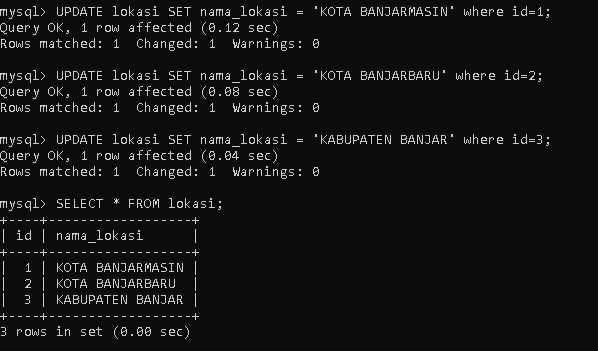 mysql> UPDATE lokasi SET nama_lokasi = 'KOTA BANJARMASIN' where id=1;
Query OK, 1 row affected (0.12 sec)
Rows matched: 1  Changed: 1  Warnings: 0

mysql> UPDATE lokasi SET nama_lokasi = 'KOTA BANJARBARU' where id=2;
Query OK, 1 row affected (0.08 sec)
Rows matched: 1  Changed: 1  Warnings: 0

mysql> UPDATE lokasi SET nama_lokasi = 'KABUPATEN BANJAR' where id=3;
Query OK, 1 row affected (0.04 sec)
Rows matched: 1  Changed: 1  Warnings: 0

mysql> SELECT * FROM lokasi;
+----+------------------+
| id | nama_lokasi      |
+----+------------------+
|  1 | KOTA BANJARMASIN |
|  2 | KOTA BANJARBARU  |
|  3 | KABUPATEN BANJAR |
+----+------------------+
3 rows in set (0.00 sec)